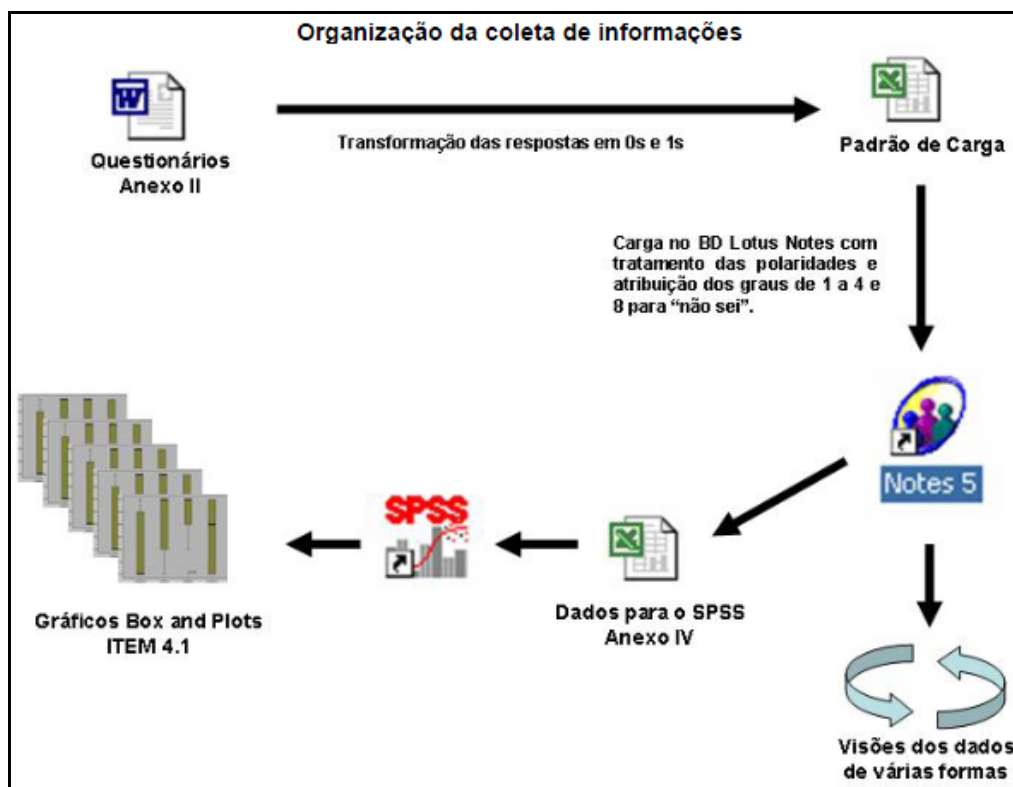 Organização da coleta de informações
W
Questionários
Anexo II
Transformação das respostas em 0s e 1s
Padrão de Carga
Carga no BD Lotus Notes com
tratamento das polaridades e
atribuição dos graus de 1 a 4 e
8 para “não sei”.
Notes 5
SPSS
Dados para o SPSS
Anexo IV
Gráficos Box and Plots
ITEM 4.1
Visões dos dados
de várias formas